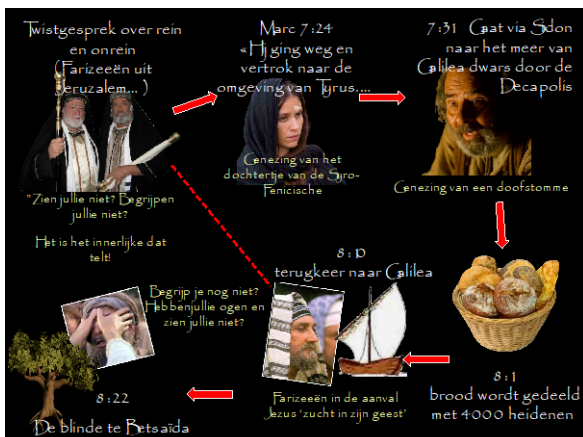 Twistgesprek over rein
en onrein
(Farizeeën uit
Jeruzalem... )
"Zien jullie niet? Begrijpen
jullie niet?
Het is het innerlijke dat
telt!
Marc 7:24
«Hij ging weg en
vertrok naar de
omgeving van Tyrus....
Genezing van het
dochtertje van de Syro-
Fenicische
7:31 Gaat via Sidon
naar het meer van
Galilea dwars door de
Decapolis
Genezing van een doofstomme
8:1
brood wordt gedeeld
met 4000 heidenen
8:10
terugkeer naar Galilea
Farizeeën in de aanval
Jezus 'zucht in zijn geest'
Begrijp je nog niet?
Hebbenjullie ogen en
zien jullie niet?
8:22
De blinde te Betsaïda